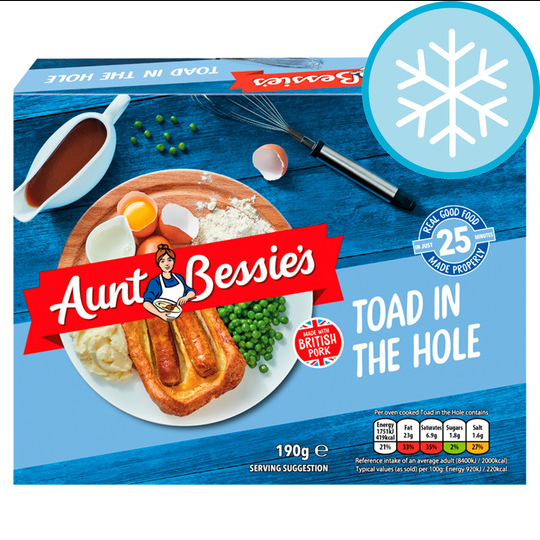 TOAD IN THE HOLE
Bessie's
Aunt Bessie's
REAL GOOD FOOD
IN JUST 25 MINUTES
MADE PROPERLY
TOAD IN
THE HOLE
MADE WITH
BRITISH
PORK
190g ℮
SERVING SUGGESTION
Per oven cooked Toad in the Hole contains
Energy Fat Saturates Sugars Salt
1751kJ 23g 6.9g 1.8g 1.6g
419kcal
21% 33% 35% 2% 27%
Reference intake of an average adult (8400kJ / 2000kcal)
Typical values (as sold) per 100g: Energy 920kJ / 220kcal